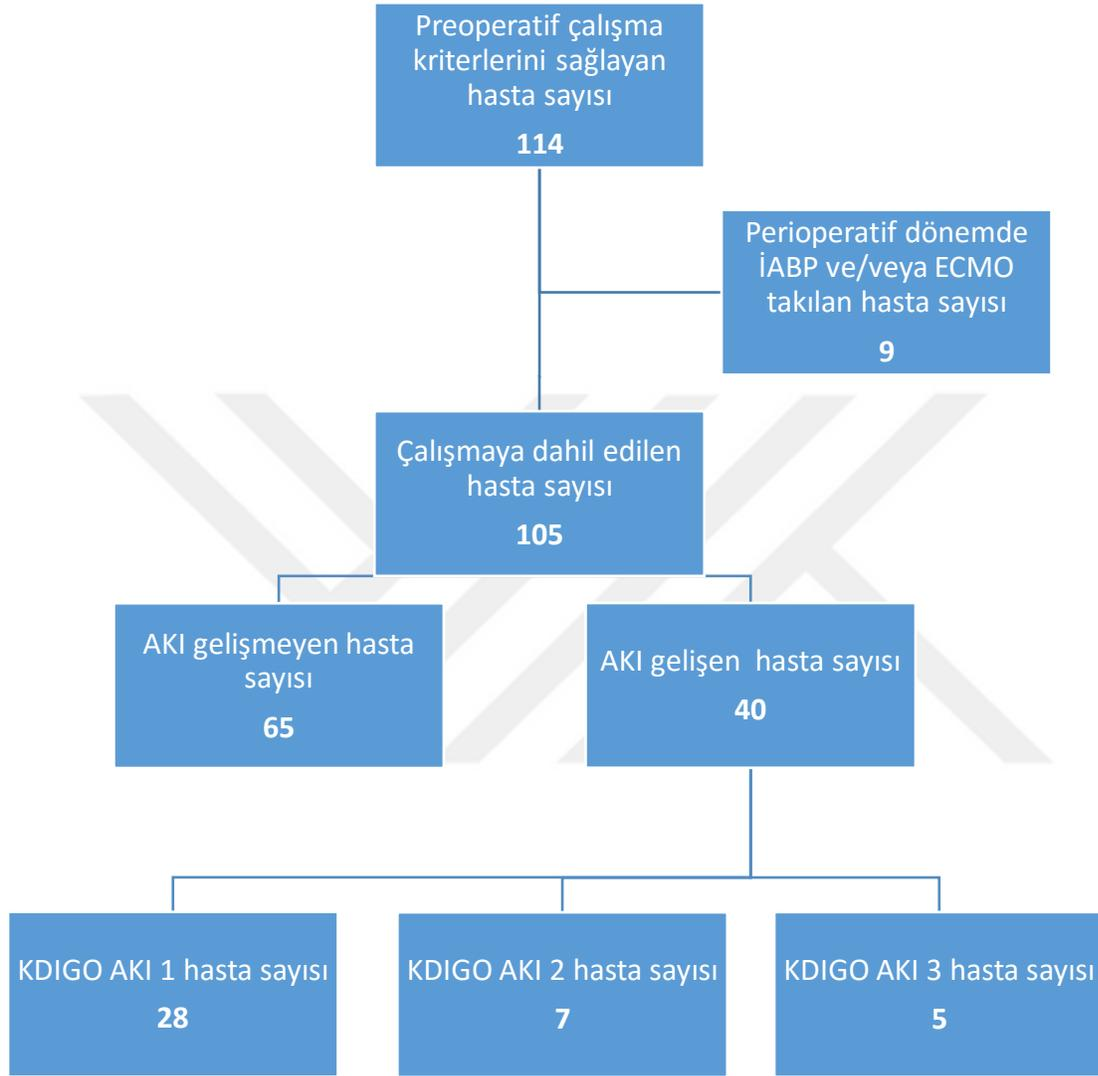 Preoperatif çalışma
kriterlerini sağlayan
hasta sayısı
114
Perioperatif dönemde
İABP ve/veya ECMO
takılan hasta sayısı
9
Çalışmaya dahil edilen
hasta sayısı
105
AKI gelişmeyen hasta
sayısı
65
AKI gelişen hasta sayısı
40
KDIGO AKI 1 hasta sayısı
28
KDIGO AKI 2 hasta sayısı
7
KDIGO AKI 3 hasta sayısı
5